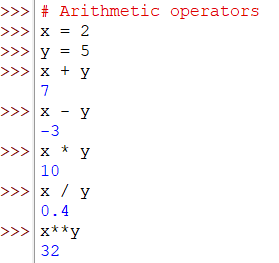 >>> # Arithmetic operators
>>> x = 2
>>> y = 5
>>> x + y
7
>>> x - y
-3
>>> x * y
10
>>> x / y
0.4
>>> x**y
32